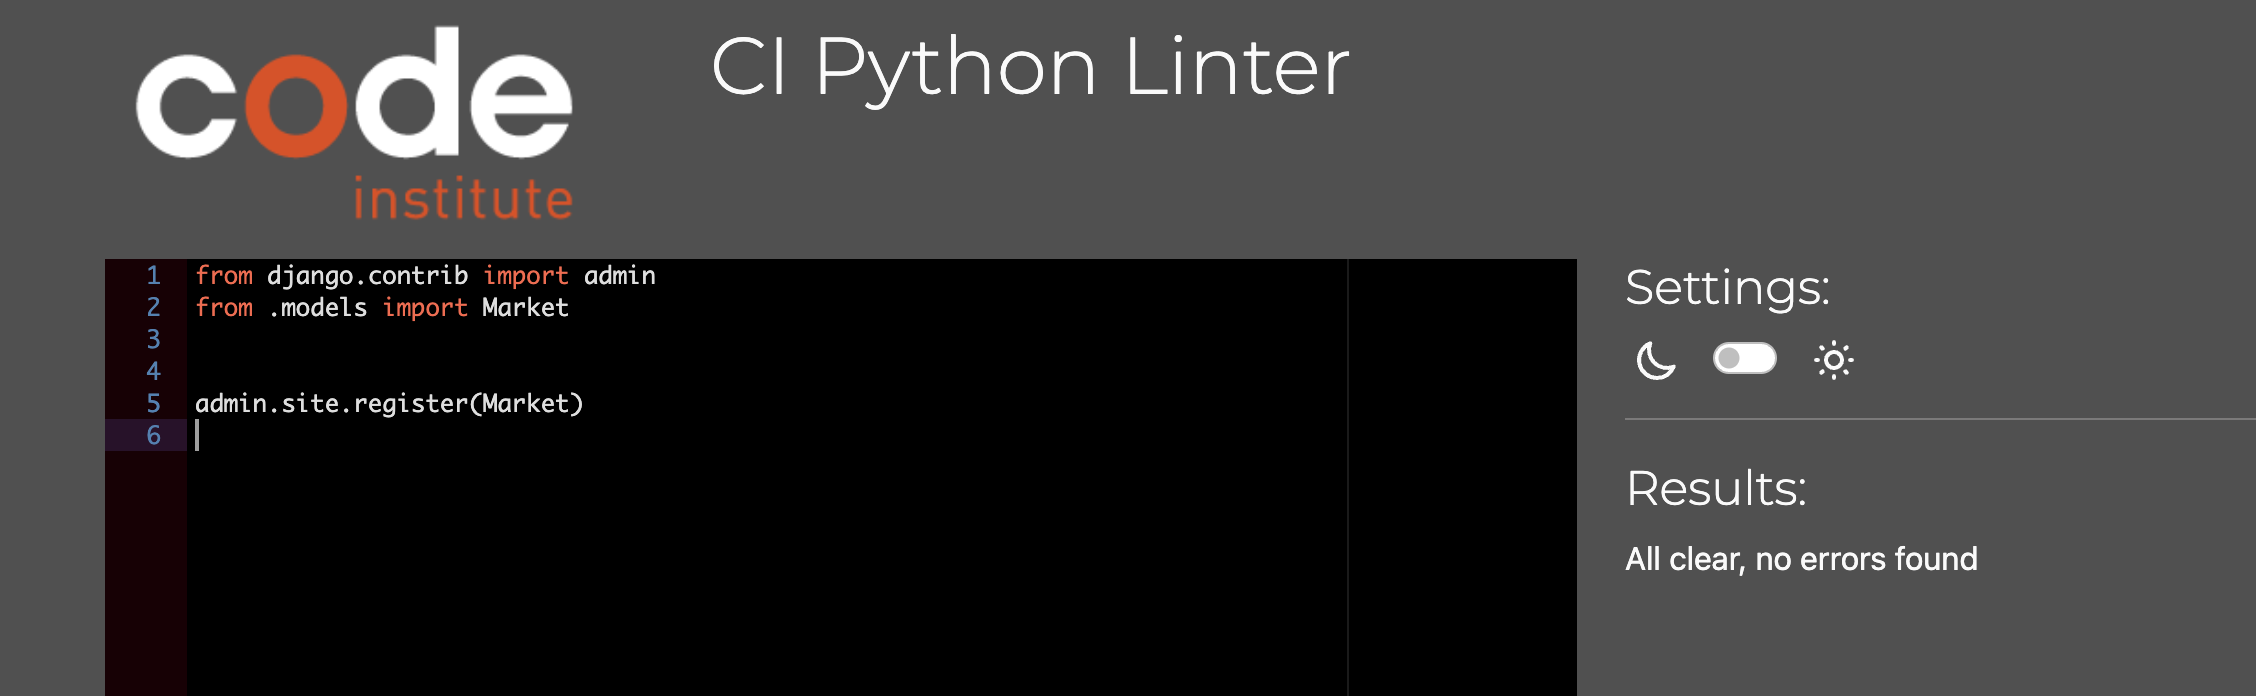 code
institute
CI Python Linter
1 from django.contrib import admin
2 from .models import Market
3
4
5 admin.site.register(Market)
6
Settings:
Results:
All clear, no errors found